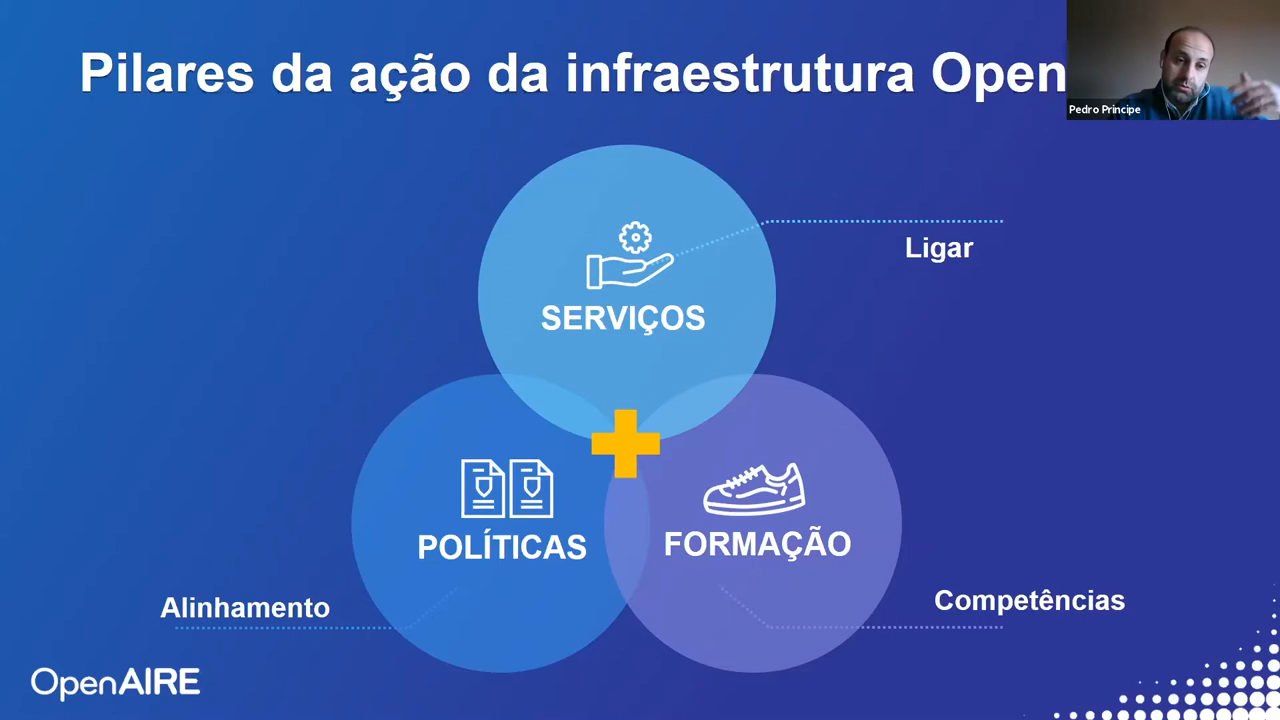 Pilares da ação da infraestrutura Open
Pedro Principe
Ligar
SERVIÇOS
POLÍTICAS
FORMAÇÃO
Alinhamento
Competências
OpenAIRE